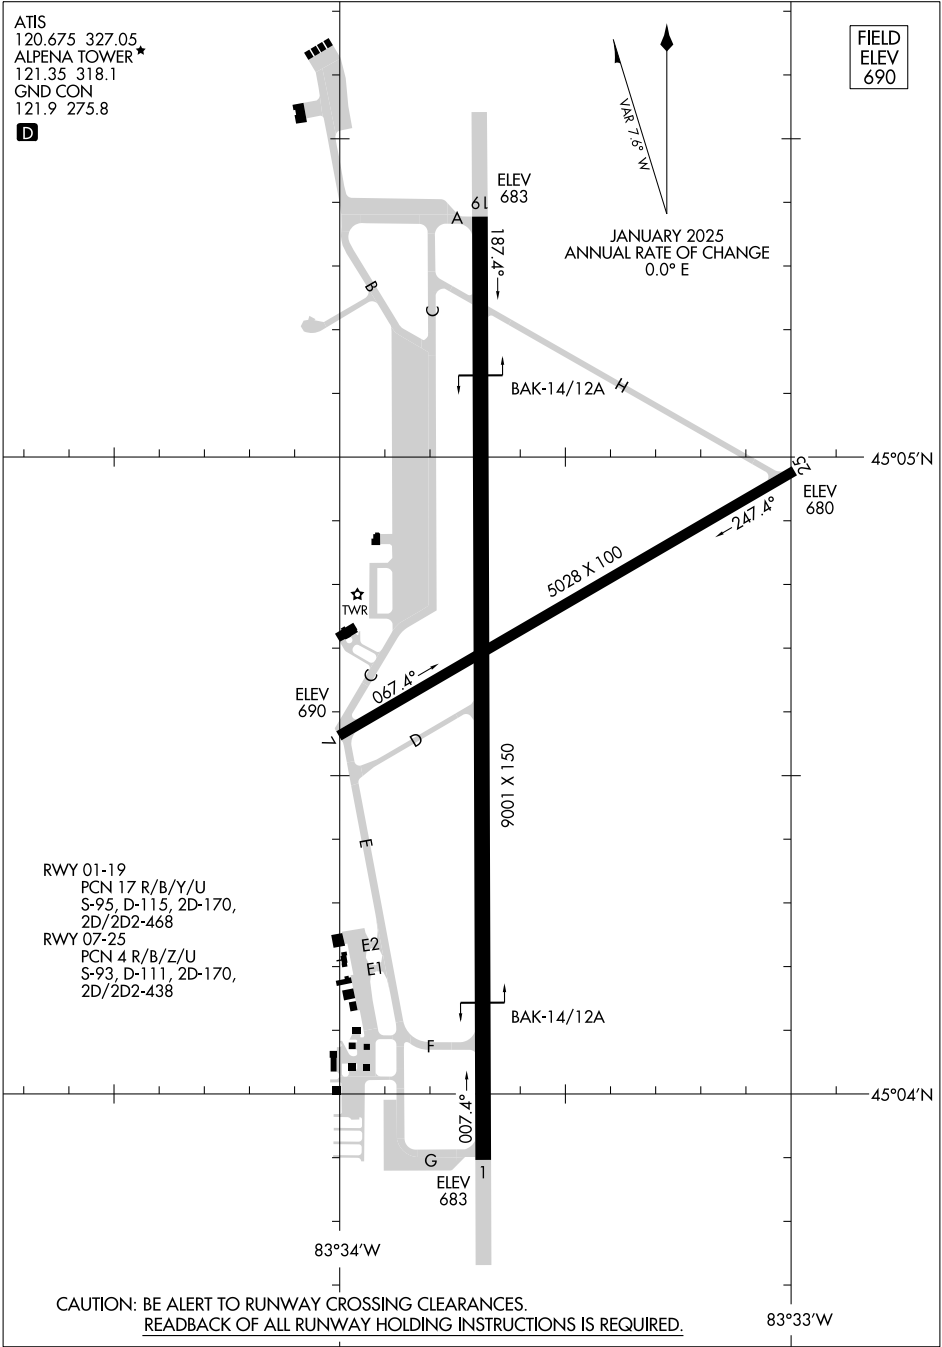 ATIS
120.675 327.05
ALPENA TOWER★
121.35 318.1
GND CON
121.9 275.8
D
FIELD
ELEV
690
VAR 7.6° W
JANUARY 2025
ANNUAL RATE OF CHANGE
0.0° E
ELEV
683
19
A
187.4°
B
C
H
BAK-14/12A
45°05'N
25
ELEV
680
247.4°
5028 X 100
TWR
C
067.4°
ELEV
690
7
D
9001 X 150
E
RWY 01-19
PCN 17 R/B/Y/U
S-95, D-115, 2D-170,
2D/2D2-468
RWY 07-25
PCN 4 R/B/Z/U
S-93, D-111, 2D-170,
2D/2D2-438
E2
E1
BAK-14/12A
F
45°04'N
007.4°
G
1
ELEV
683
83°34'W
83°33'W
CAUTION: BE ALERT TO RUNWAY CROSSING CLEARANCES.
READBACK OF ALL RUNWAY HOLDING INSTRUCTIONS IS REQUIRED.